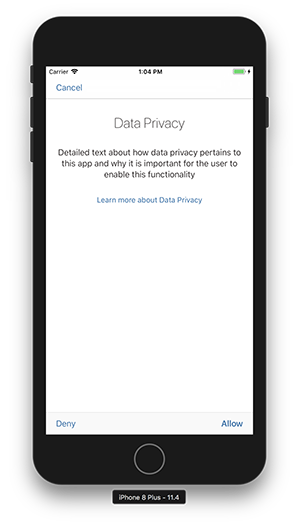 Carrier 1:04 PM
Cancel
Data Privacy
Detailed text about how data privacy pertains to
this app and why it is important for the user to
enable this functionality
Learn more about Data Privacy
Deny Allow
iPhone 8 Plus - 11.4